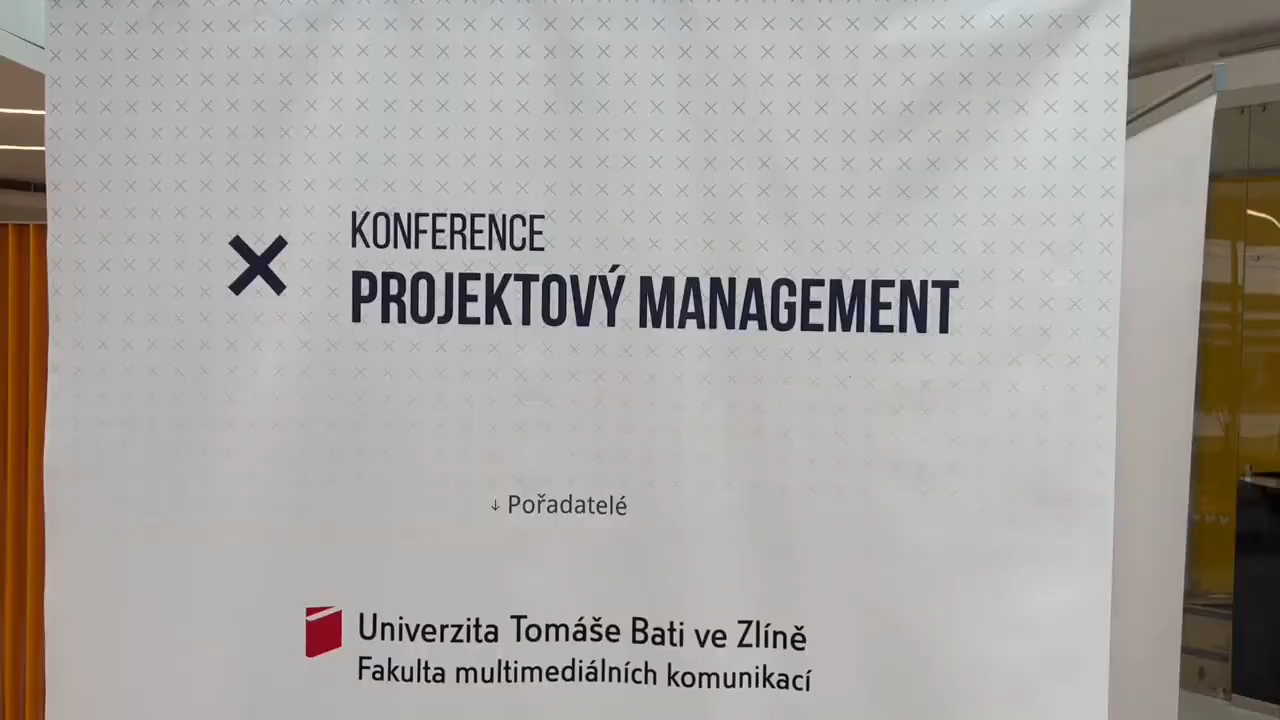 KONFERENCE
PROJEKTOVÝ MANAGEMENT
↓ Pořadatelé
Univerzita Tomáše Bati ve Zlíně
Fakulta multimediálních komunikací